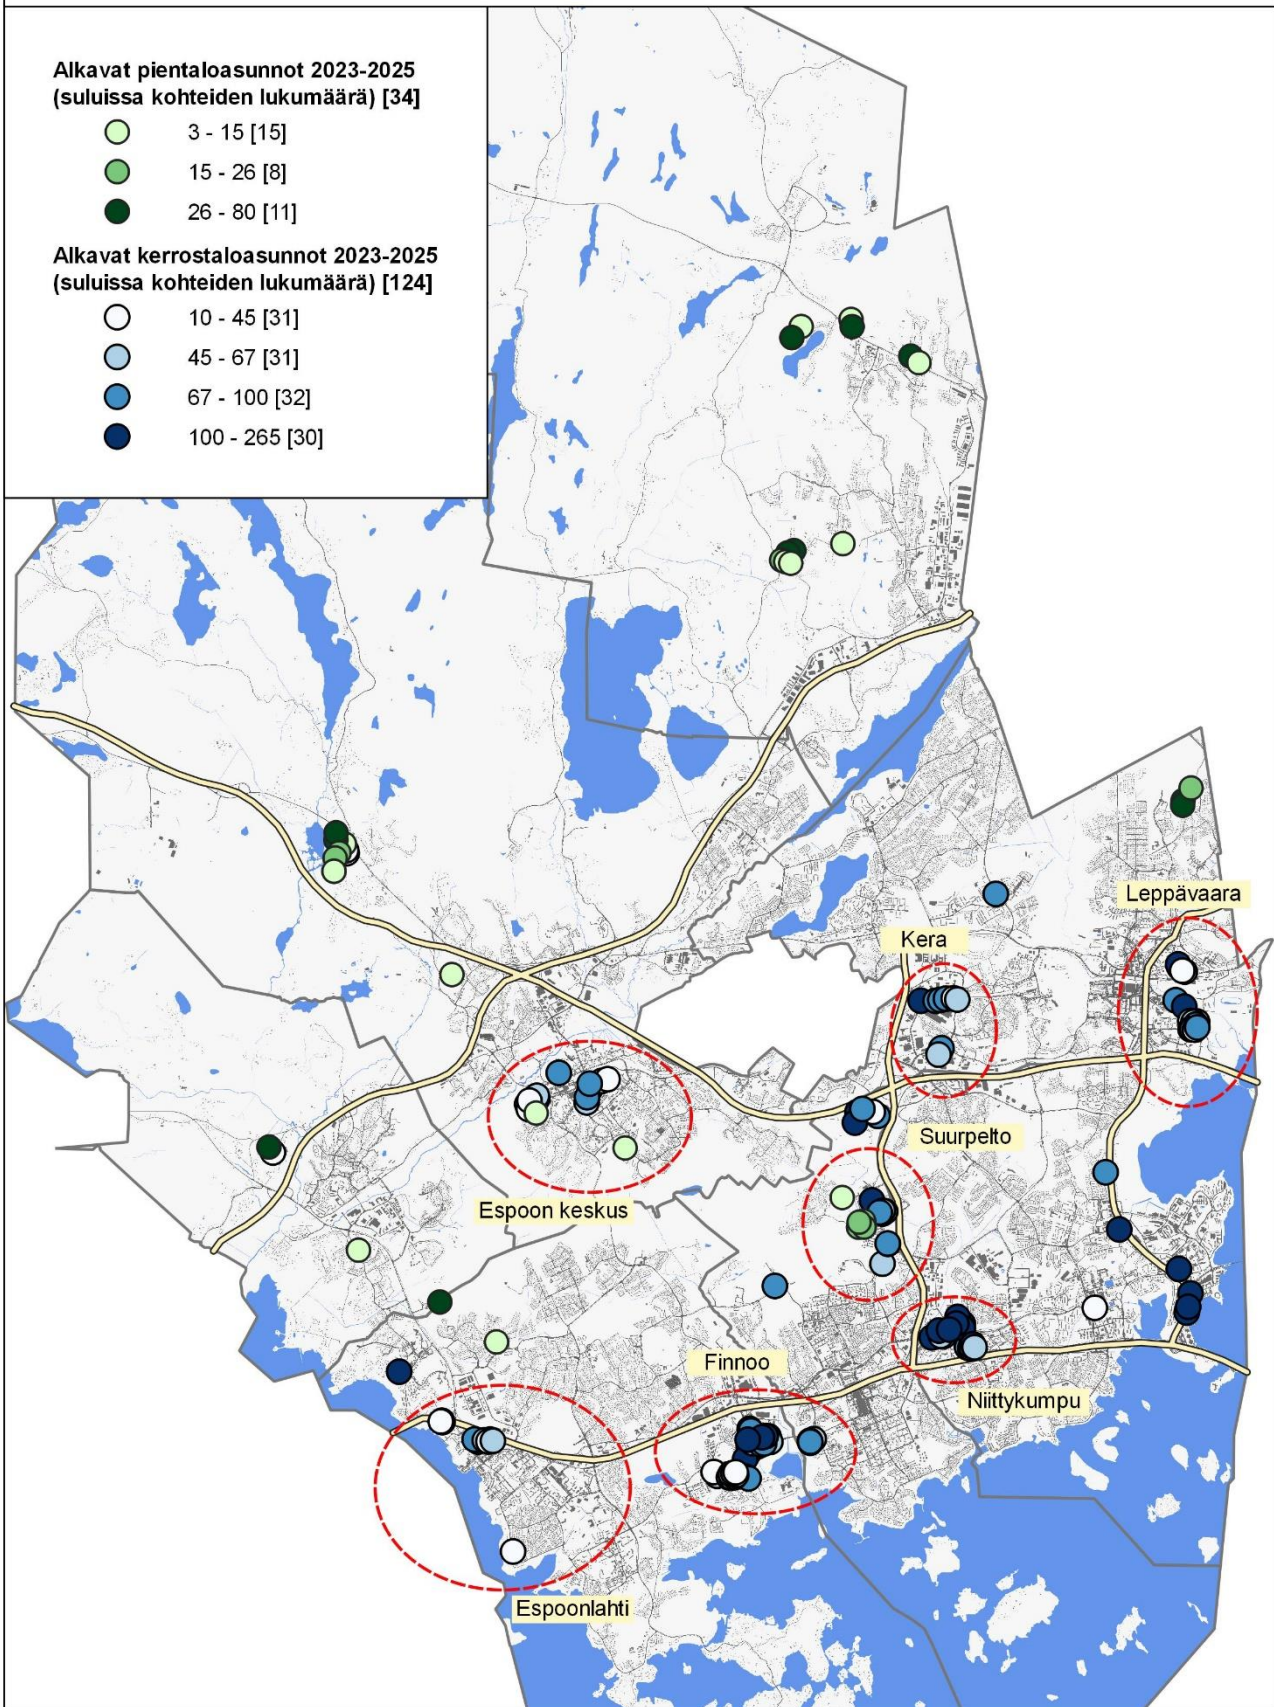 Alkavat pientaloasunnot 2023-2025
(suluissa kohteiden lukumäärä) [34]
3 - 15 [15]
15 - 26 [8]
26 - 80 [11]
Alkavat kerrostaloasunnot 2023-2025
(suluissa kohteiden lukumäärä) [124]
10 - 45 [31]
45 - 67 [31]
67 - 100 [32]
100 - 265 [30]
Leppävaara
Kera
Suurpelto
Espoon keskus
Finnoo
Niittykumpu
Espoonlahti